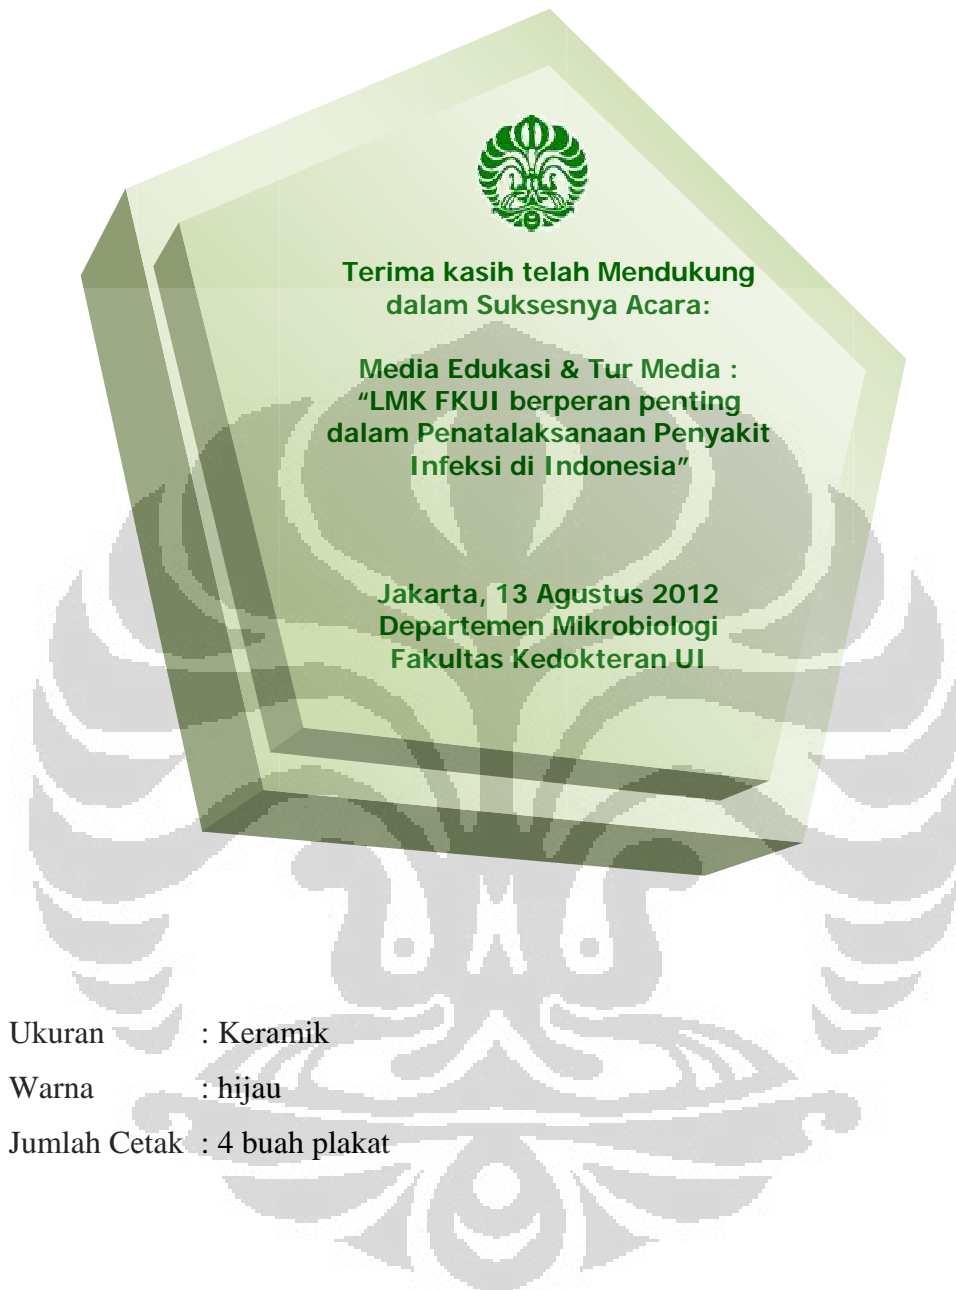 Terima kasih telah Mendukung
dalam Suksesnya Acara:
Media Edukasi & Tur Media :
“LMK FKUI berperan penting
dalam Penatalaksanaan Penyakit
Infeksi di Indonesia”
Jakarta, 13 Agustus 2012
Departemen Mikrobiologi
Fakultas Kedokteran UI
Ukuran : Keramik
Warna : hijau
Jumlah Cetak : 4 buah plakat